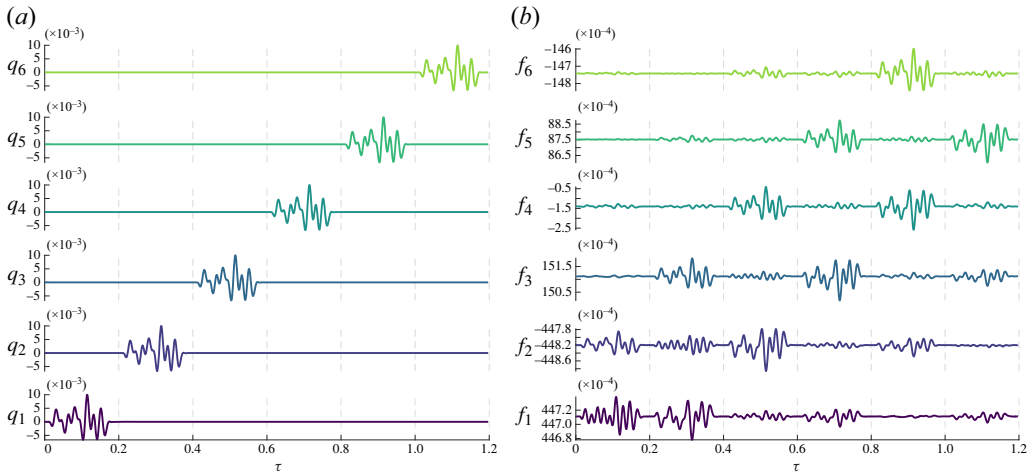 (a)
(×10⁻³)
10
q6 5
0
−5
(×10⁻³)
10
q5 5
0
−5
(×10⁻³)
10
q4 5
0
−5
(×10⁻³)
10
q3 5
0
−5
(×10⁻³)
10
q2 5
0
−5
(×10⁻³)
10
q1 5
0
−5
0 0.2 0.4 0.6 0.8 1.0 1.2
τ
(b)
(×10⁻⁴)
−146
f6 −147
−148
(×10⁻⁴)
88.5
f5 87.5
86.5
(×10⁻⁴)
−0.5
f4 −1.5
−2.5
(×10⁻⁴)
151.5
f3
150.5
(×10⁻⁴)
−447.8
f2 −448.2
−448.6
(×10⁻⁴)
447.2
f1 447.0
446.8
0 0.2 0.4 0.6 0.8 1.0 1.2
τ